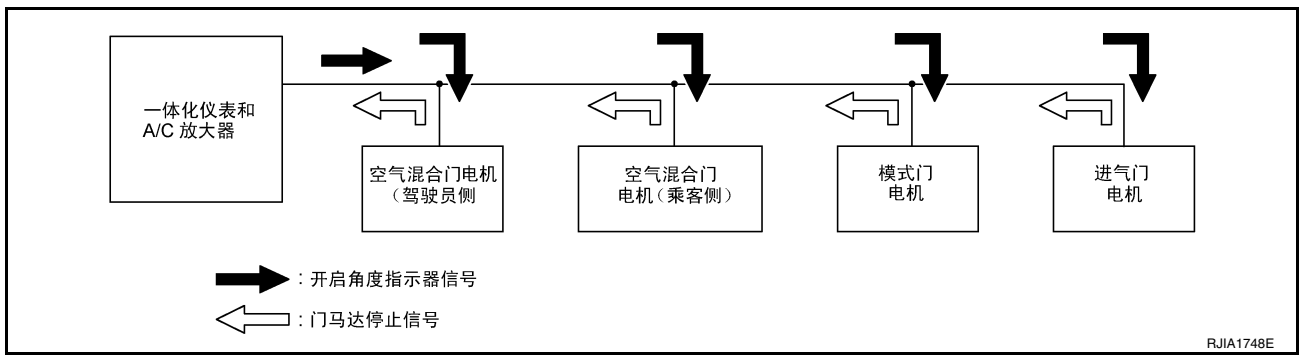 一体化仪表和
A/C 放大器
空气混合门电机
（驾驶员侧
空气混合门
电机（乘客侧）
模式门
电机
进气门
电机
：开启角度指示器信号
：门马达停止信号
RJIA1748E